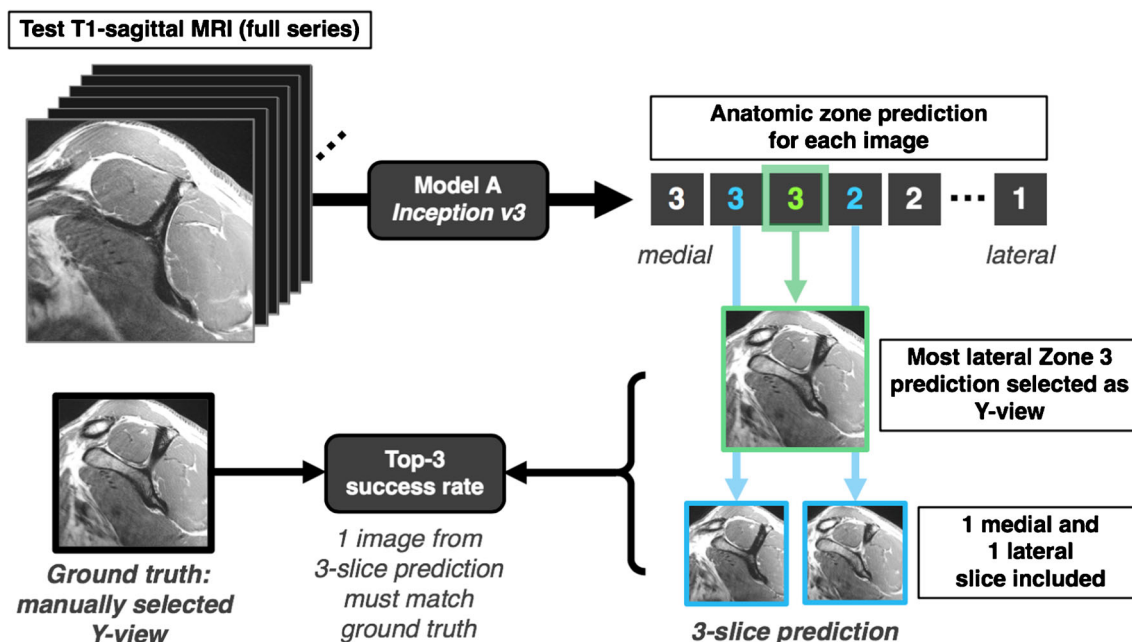 Test T1-sagittal MRI (full series)
Model A
Inception v3
Anatomic zone prediction
for each image
3 3 3 2 2 ••• 1
medial
lateral
Most lateral Zone 3
prediction selected as
Y-view
Top-3
success rate
1 image from
3-slice prediction
must match
ground truth
Ground truth:
manually selected
Y-view
1 medial and
1 lateral
slice included
3-slice prediction